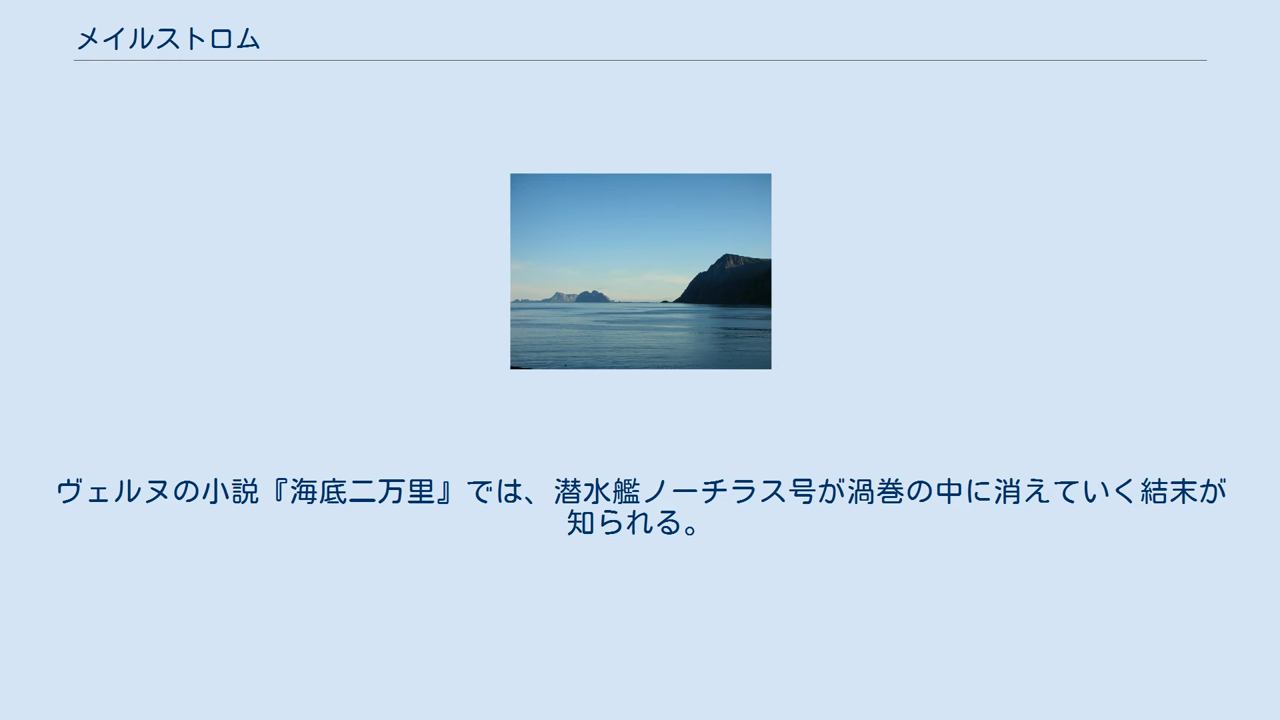 メイルストロム
ヴェルヌの小説『海底二万里』では、潜水艦ノーチラス号が渦巻の中に消えていく結末が
知られる。